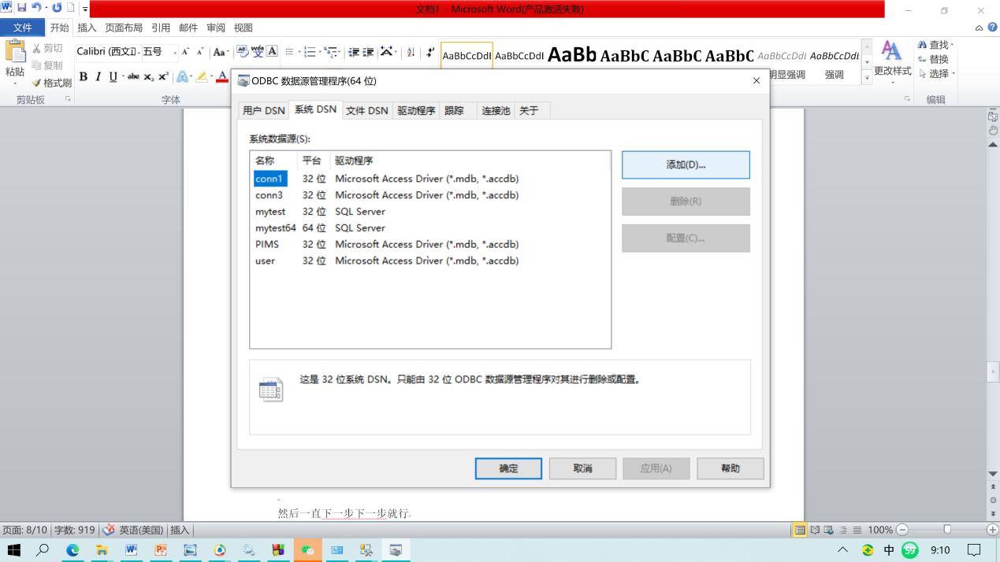 文档1 - Microsoft Word(产品激活失败)
文件 开始 插入 页面布局 引用 邮件 审阅 视图
粘贴
剪切
复制
格式刷
剪贴板
Calibri (西文正 五号
字体
AaBbCcDdI AaBbCcDdI AaBb AaBbC AaBbC AaBbC AaBbCcDdI AaBbCcDdI
明显强调 强调
更改样式
查找
替换
选择
编辑
ODBC 数据源管理程序(64 位)
用户 DSN 系统 DSN 文件 DSN 驱动程序 跟踪 连接池 关于
系统数据源(S):
名称 平台 驱动程序
conn1 32 位 Microsoft Access Driver (*.mdb, *.accdb)
conn3 32 位 Microsoft Access Driver (*.mdb, *.accdb)
mytest 32 位 SQL Server
mytest64 64 位 SQL Server
PIMS 32 位 Microsoft Access Driver (*.mdb, *.accdb)
user 32 位 Microsoft Access Driver (*.mdb, *.accdb)
添加(D)...
删除(R)
配置(C)...
这是 32 位系统 DSN。只能由 32 位 ODBC 数据源管理程序对其进行删除或配置。
确定 取消 应用(A) 帮助
然后一直下一步下一步就行
页面: 8/10 字数: 919 英语(美国) 插入 100%
中 59 9:10